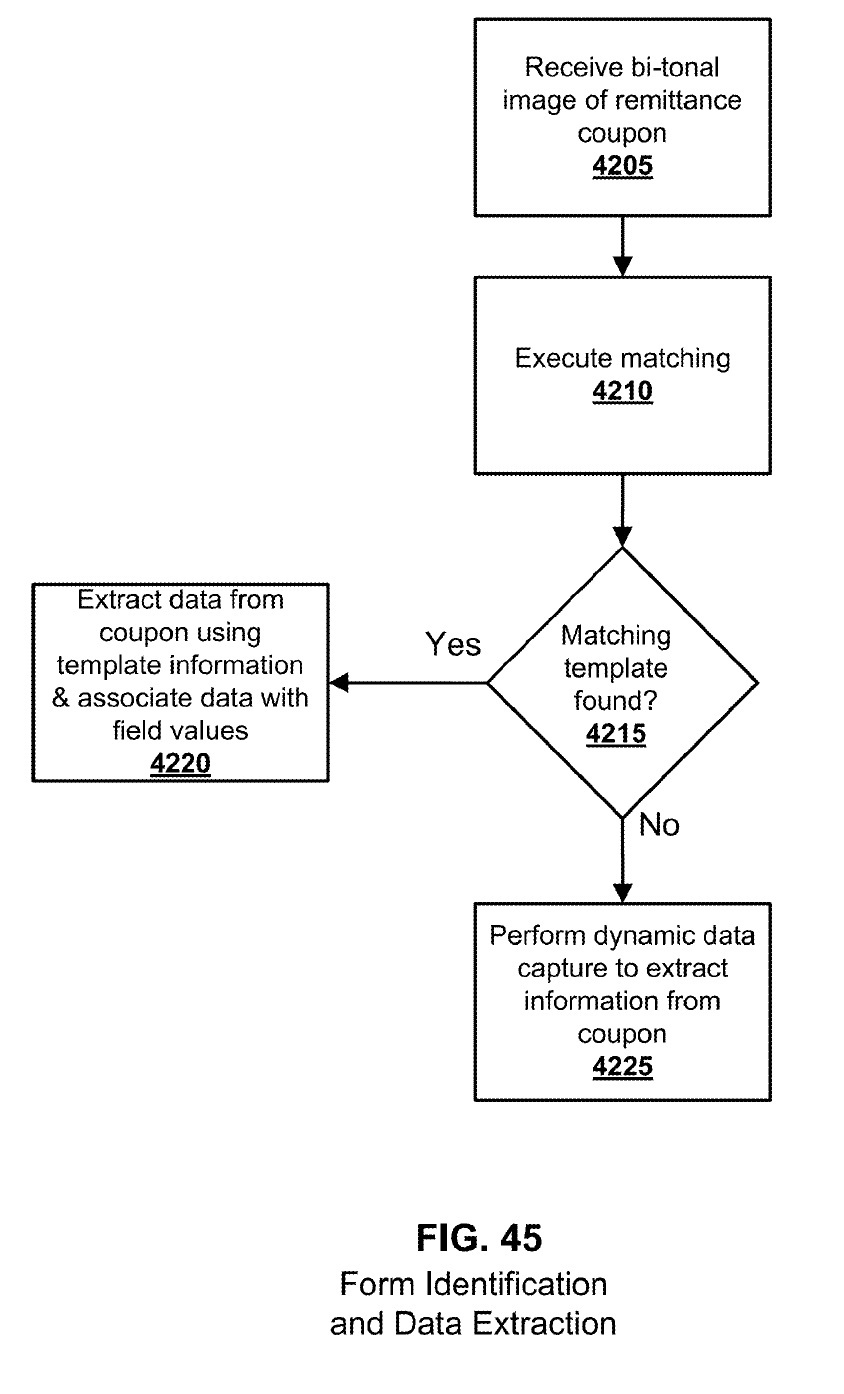 Receive bi-tonal
image of remittance
coupon
4205
Execute matching
4210
Matching
template
found?
4215
Yes
Extract data from
coupon using
template information
& associate data with
field values
4220
No
Perform dynamic data
capture to extract
information from
coupon
4225
FIG. 45
Form Identification
and Data Extraction